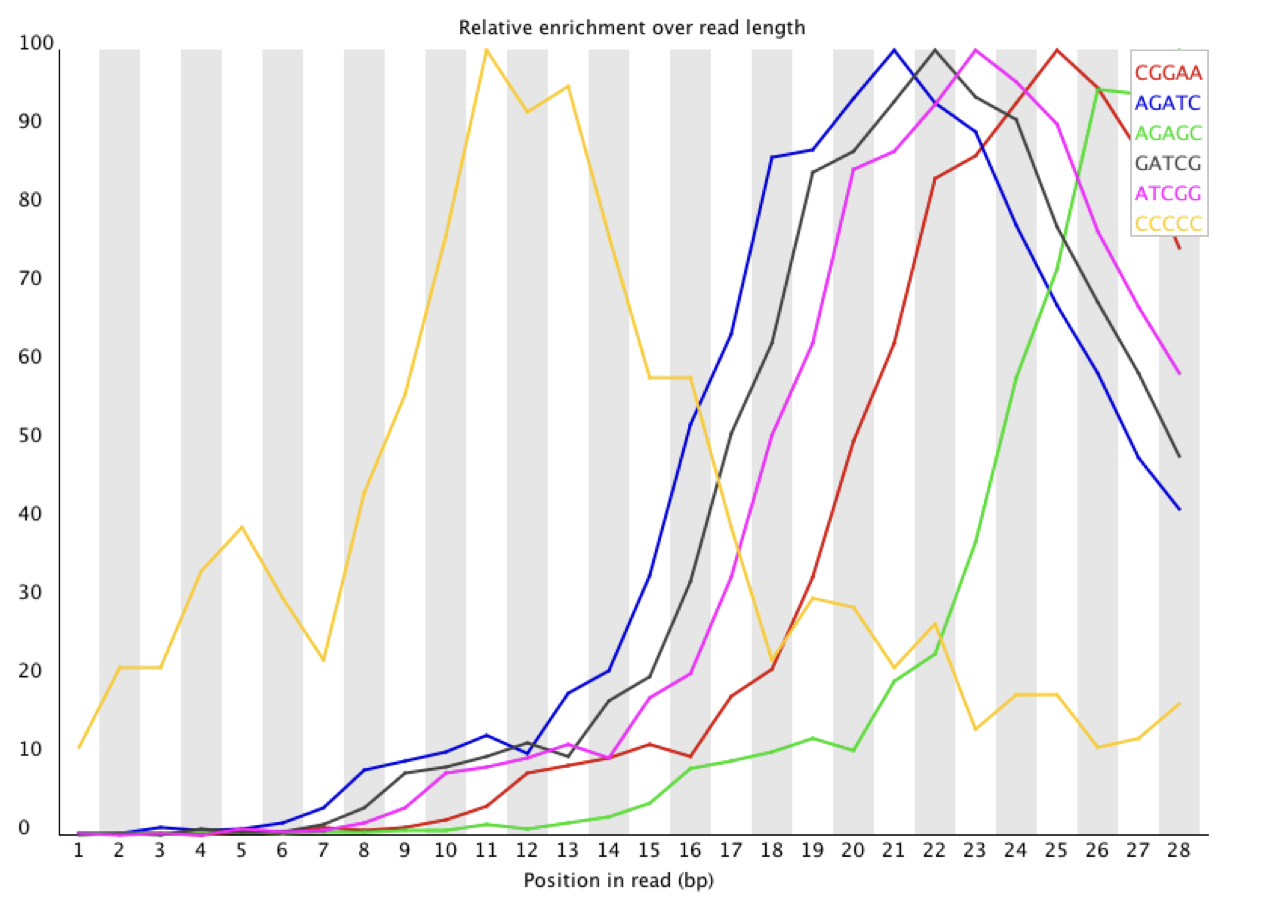 Relative enrichment over read length
100
90
80
70
60
50
40
30
20
10
0
CGGAA
AGATC
AGAGC
GATCG
ATCGG
CCCCC
1 2 3 4 5 6 7 8 9 10 11 12 13 14 15 16 17 18 19 20 21 22 23 24 25 26 27 28
Position in read (bp)